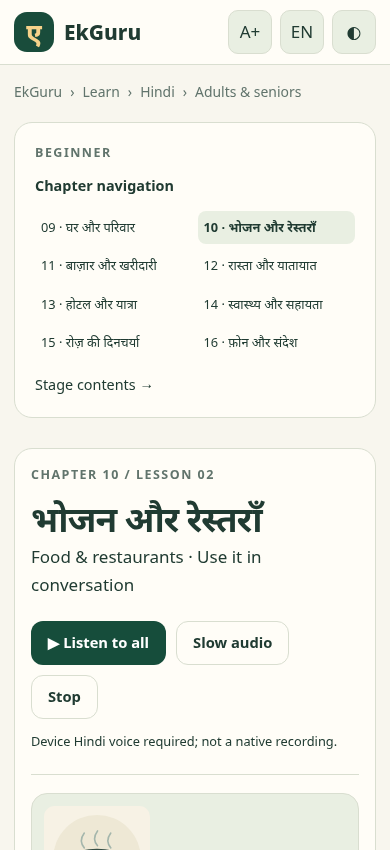 ए EkGuru A+ EN ◐
EkGuru › Learn › Hindi › Adults & seniors
BEGINNER
Chapter navigation
09 · घर और परिवार
10 · भोजन और रेस्तराँ
11 · बाज़ार और खरीदारी
12 · रास्ता और यातायात
13 · होटल और यात्रा
14 · स्वास्थ्य और सहायता
15 · रोज़ की दिनचर्या
16 · फ़ोन और संदेश
Stage contents →
CHAPTER 10 / LESSON 02
भोजन और रेस्तराँ
Food & restaurants · Use it in
conversation
▶ Listen to all
Slow audio
Stop
Device Hindi voice required; not a native recording.